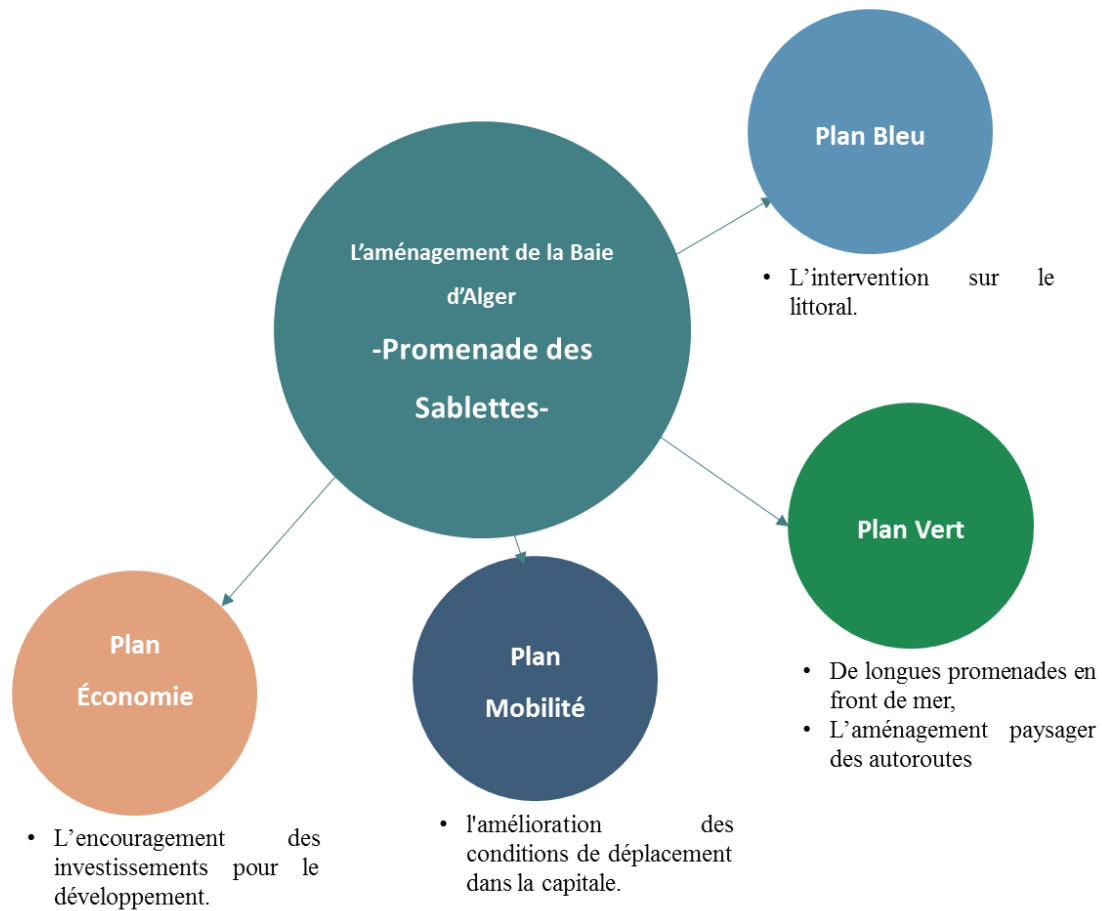 Plan Bleu
L’aménagement de la Baie
d’Alger
-Promenade des
Sablettes-
• L’intervention sur le
littoral.
Plan Vert
• De longues promenades en
front de mer,
• L’aménagement paysager
des autoroutes
Plan
Économie
• L’encouragement des
investissements pour le
développement.
Plan
Mobilité
• l'amélioration des
conditions de déplacement
dans la capitale.